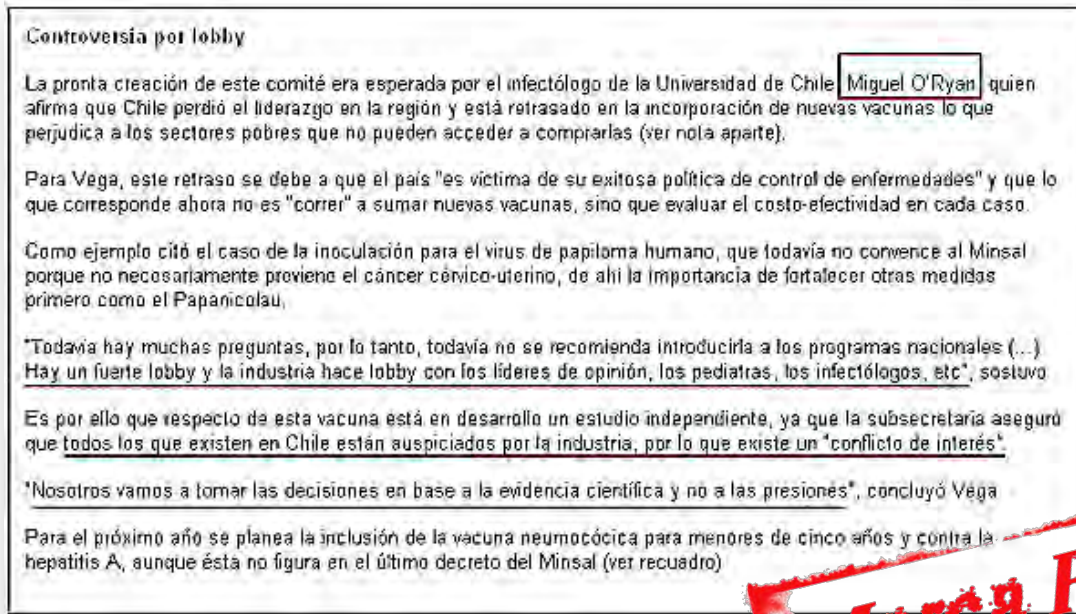 Controversia por lobby
La pronta creación de este comité era esperada por el infectólogo de la Universidad de Chile Miguel O'Ryan quien
afirma que Chile perdió el liderazgo en la región y está retrasado en la incorporación de nuevas vacunas lo que
perjudica a los sectores pobres que no pueden acceder a comprarlas (ver nota aparte).
Para Vega, este retraso se debe a que el país "es víctima de su exitosa política de control de enfermedades" y que lo
que corresponde ahora no es "correr" a sumar nuevas vacunas, sino que evaluar el costo-efectividad en cada caso.
Como ejemplo citó el caso de la inoculación para el virus de papiloma humano, que todavía no convence al Minsal
porque no necesariamente previene el cáncer cérvico-uterino, de ahí la importancia de fortalecer otras medidas
primero como el Papanicolau.
"Todavía hay muchas preguntas, por lo tanto, todavía no se recomienda introducirla a los programas nacionales (...)
Hay un fuerte lobby y la industria hace lobby con los líderes de opinión, los pediatras, los infectólogos, etc", sostuvo
Es por ello que respecto de esta vacuna está en desarrollo un estudio independiente, ya que la subsecretaria aseguró
que todos los que existen en Chile están auspiciados por la industria, por lo que existe un "conflicto de interés".
"Nosotros vamos a tomar las decisiones en base a la evidencia científica y no a las presiones", concluyó Vega
Para el próximo año se planea la inclusión de la vacuna neumocócica para menores de cinco años y contra la
hepatitis A, aunque ésta no figura en el último decreto del Minsal (ver recuadro)